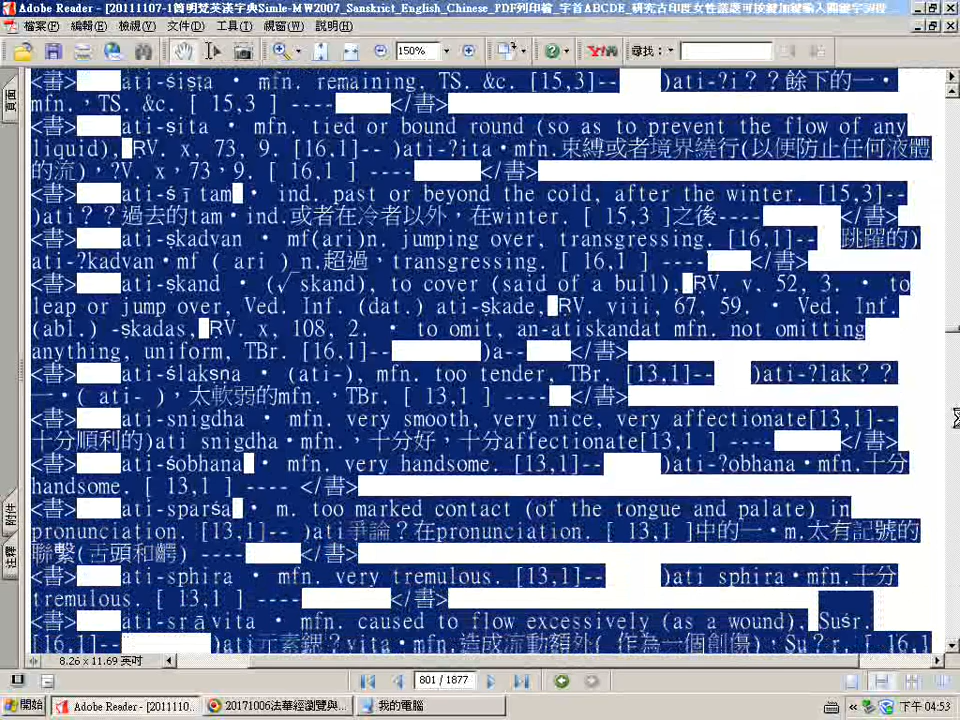 Adobe Reader - [20111107-1簡明梵英漢字典Simle-MW2007_Sanskrit_English_Chinese_PDF列印檔_字首ABCDE_研究古印度女性議題可按鍵加鍵輸入關鍵字現
檔案(F) 編輯(E) 檢視(V) 文件(D) 工具(T) 視窗(W) 說明(H)
150% 尋找：
頁面
附件
註釋
<書> ati-śiṣṭa • mfn. remaining. TS. &c. [15,3]-- )ati-?i？？餘下的一•
mfn.，TS. &c. [ 15,3 ] ---- </書>
<書> ati-ṣita • mfn. tied or bound round (so as to prevent the flow of any
liquid), RV. x, 73, 9. [16,1]-- )ati-?ita•mfn.束縛或者境界繞行(以便防止任何液體
的流)，?V. x，73，9. [ 16,1 ] ---- </書>
<書> ati-śītam • ind. past or beyond the cold, after the winter. [15,3]--
)ati？？過去的tam•ind.或者在冷者以外，在winter. [ 15,3 ]之後---- </書>
<書> ati-ṣkadvan • mf(ari)n. jumping over, transgressing. [16,1]-- 跳躍的)
ati-?kadvan•mf ( ari ) n.超過，transgressing. [ 16,1 ] ---- </書>
<書> ati-ṣkand • (√ skand), to cover (said of a bull), RV. v, 52, 3. • to
leap or jump over, Ved. Inf. (dat.) ati-ṣkade, RV. viii, 67, 59. • Ved. Inf.
(abl.) -ṣkadas, RV. x, 108, 2. • to omit, an-atiskandat mfn. not omitting
anything, uniform, TBr. [16,1]-- )a-- </書>
<書> ati-ślakṣṇa • (ati-), mfn. too tender, TBr. [13,1]-- )ati-?lak？？
一•( ati- )，太軟弱的mfn.，TBr. [ 13,1 ] ---- </書>
<書> ati-snigdha • mfn. very smooth, very nice, very affectionate[13,1]--
十分順利的)ati snigdha•mfn.，十分好，十分affectionate[13,1 ] ---- </書>
<書> ati-śobhana • mfn. very handsome. [13,1]-- )ati-?obhana•mfn.十分
handsome. [ 13,1 ] ---- </書>
<書> ati-sparśa • m. too marked contact (of the tongue and palate) in
pronunciation. [13,1]-- )ati爭論？在pronunciation. [ 13,1 ]中的一•m.太有記號的
聯繫(舌頭和齶) ---- </書>
<書> ati-sphira • mfn. very tremulous. [13,1]-- )ati sphira•mfn.十分
tremulous. [ 13,1 ] ---- </書>
<書> ati-srāvita • mfn. caused to flow excessively (as a wound), Suśr.
[16,1]-- )ati元素鍶？vita•mfn.造成流動額外( 作為一個創傷)，Su?r. [ 16,1
8.26 x 11.69 英吋
801 / 1877
開始 Adobe Reader - [2011110... 20171006法華經瀏覽與... 我的電腦 下午 04:53